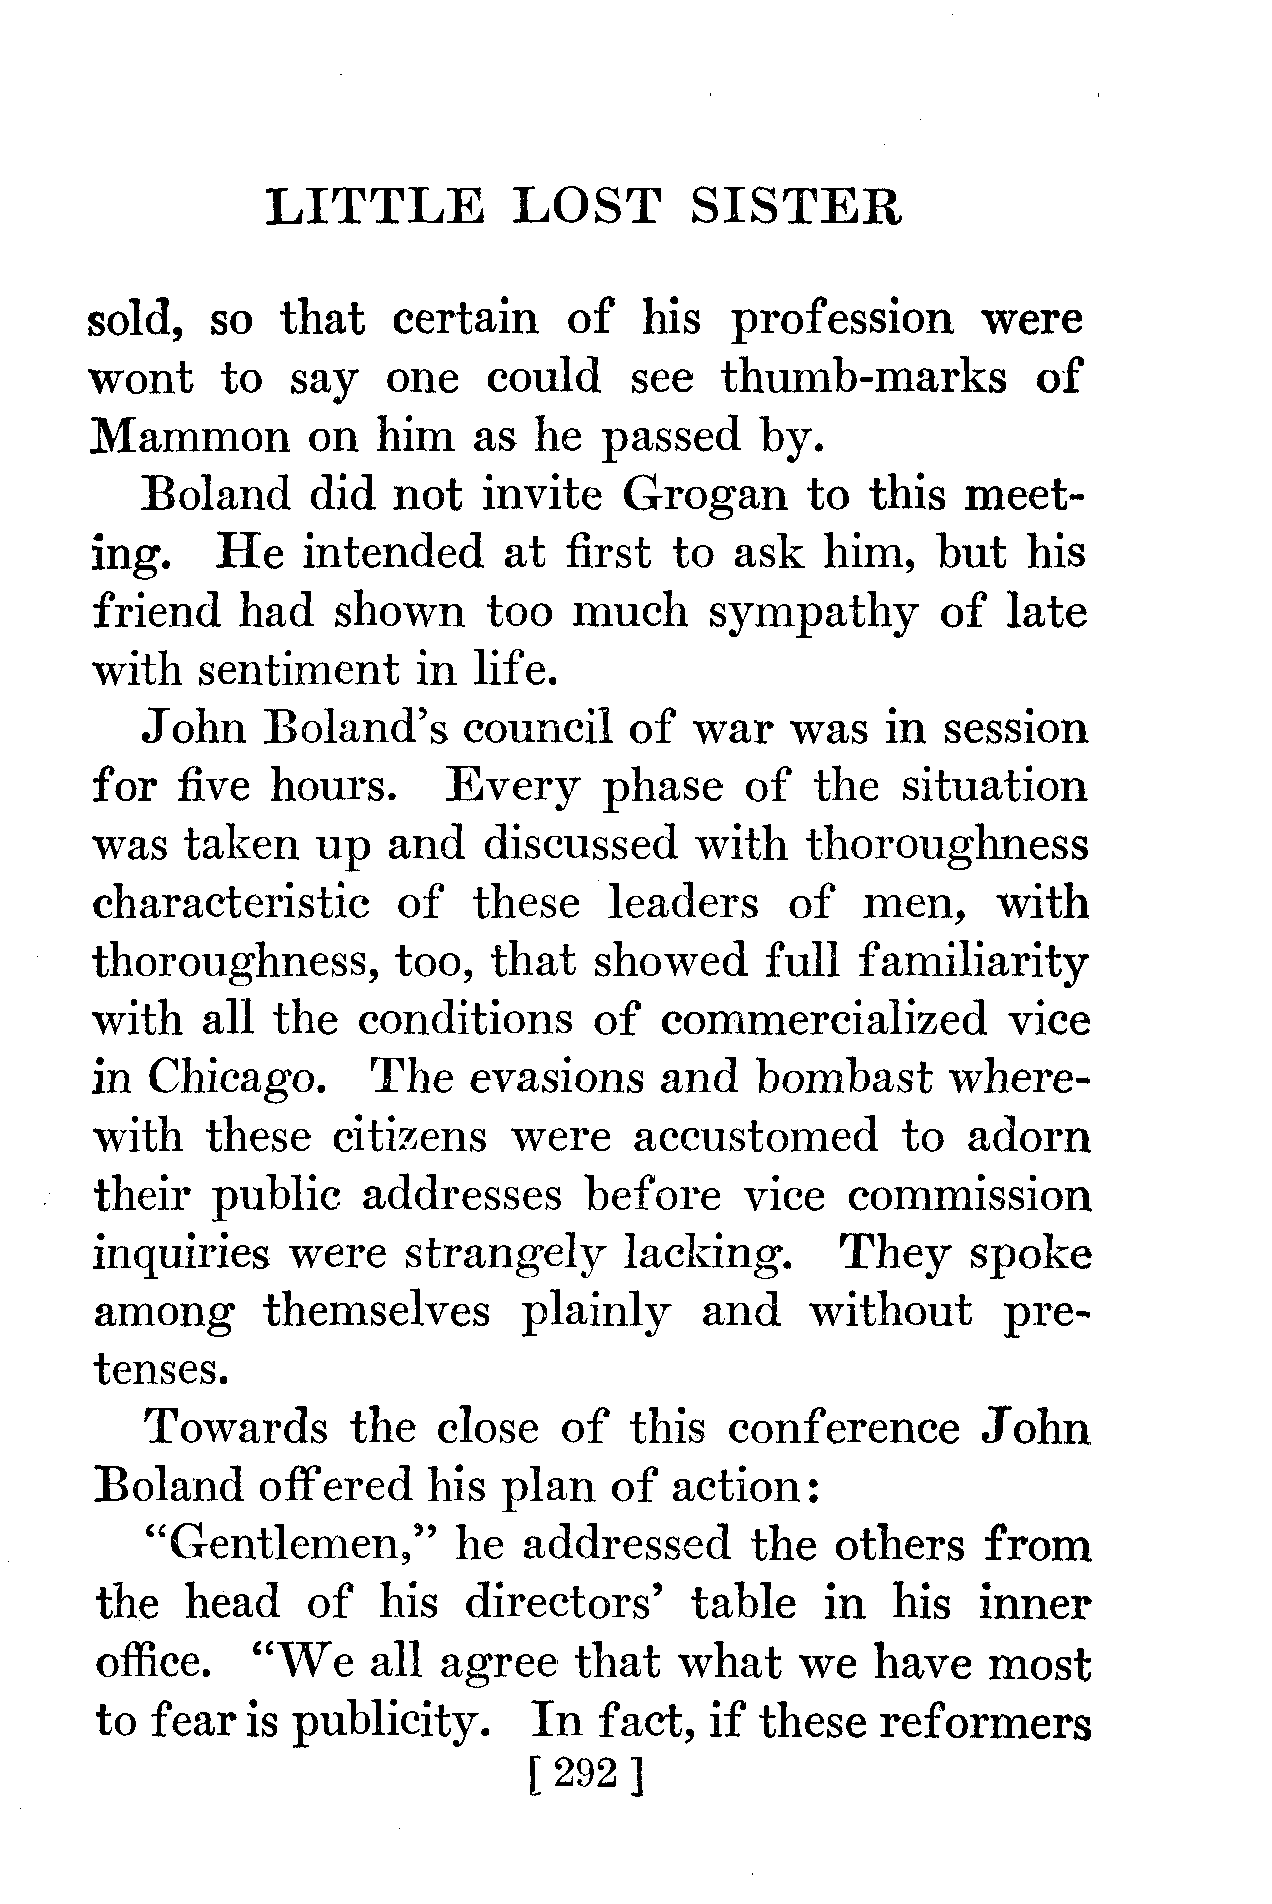 LITTLE LOST SISTER
sold, so that certain of his profession were
wont to say one could see thumb-marks of
Mammon on him as he passed by.
Boland did not invite Grogan to this meet-
ing. He intended at first to ask him, but his
friend had shown too much sympathy of late
with sentiment in life.
John Boland's council of war was in session
for five hours. Every phase of the situation
was taken up and discussed with thoroughness
characteristic of these leaders of men, with
thoroughness, too, that showed full familiarity
with all the conditions of commercialized vice
in Chicago. The evasions and bombast where-
with these citizens were accustomed to adorn
their public addresses before vice commission
inquiries were strangely lacking. They spoke
among themselves plainly and without pre-
tenses.
Towards the close of this conference John
Boland offered his plan of action:
“Gentlemen,” he addressed the others from
the head of his directors' table in his inner
office. “We all agree that what we have most
to fear is publicity. In fact, if these reformers
[ 292 ]